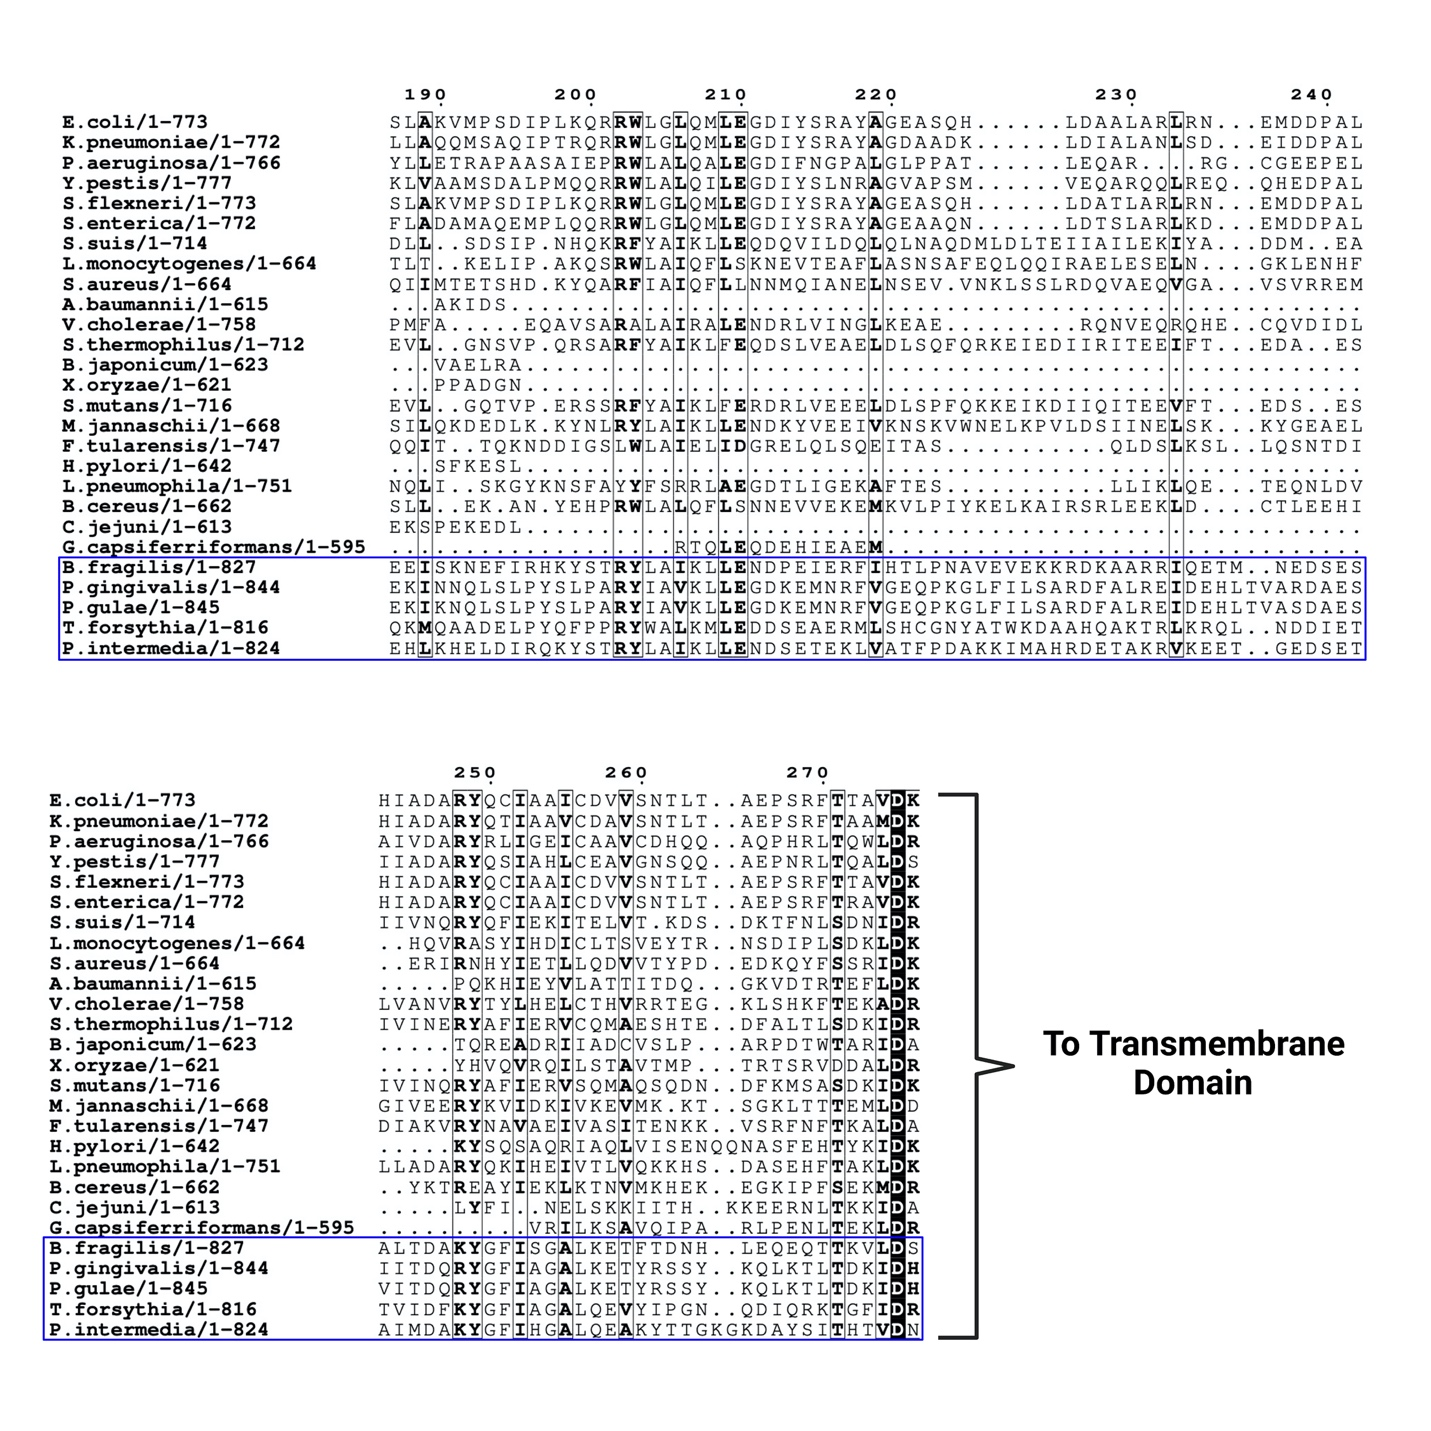 190 200 210 220 230 240
E.coli/1-773 SLAKVMPSDIPLKQRRWLGLQMLEGDIYSRAYAGEASQH......LDAALARLRN...EMDDPAL
K.pneumoniae/1-772 LLAQQMSAQIPTRQRRWLGLQMLEGDIYSRAYAGDAADK......LDIALANLSD...EIDDPAL
P.aeruginosa/1-766 YLLETRAPAASAIEPRWLALQALEGDIFNGPALGLPPAT......LEQAR....RG..CGEEPEL
Y.pestis/1-777 KLVAAMSDALPMQQRRWLALQILEGDIYSLNRAGVAPSM......VEQARQQLREQ..QHEDPAL
S.flexneri/1-773 SLAKVMPSDIPLKQRRWLGLQMLEGDIYSRAYAGEASQH......LDATLARLRN...EMDDPAL
S.enterica/1-772 FLADAMAQEMPLQQRRWLGLQMLEGDIYSRAYAGEAAQN......LDTSLARLKD...EMDDPAL
S.suis/1-714 DLL..SDSIP.NHQKRFYAIKLLEQDQVILDQLQLNAQDMLDLTEIIAILEKIYA...DDM..EA
L.monocytogenes/1-664 TLT..KELIP.AKQSRWLAIQFLSKNEVTEAFLASNSAFEQLQQIRAELESELN....GKLENHF
S.aureus/1-664 QIIMTETSHD.KYQARFIAIQFLLNNMQIANELNSEV.VNKLSSLRDQVAEQVGA...VSVRREM
A.baumannii/1-615 ...AKIDS.........................................................
V.cholerae/1-758 PMFA.....EQAVSARALAIRALENDRLVINGLKEAE.........RQNVEQRQHE..CQVDIDL
S.thermophilus/1-712 EVL..GNSVP.QRSARFYAIKLFEQDSLVEAELDLSQFQRKEIEDIIRITEEIFT...EDA..ES
B.japonicum/1-623 ...VAELRA........................................................
X.oryzae/1-621 ...PPADGN........................................................
S.mutans/1-716 EVL..GQTVP.ERSSRFYAIKLFERDRLVEEELDLSPFQKKEIKDIIQITEEVFT...EDS..ES
M.jannaschii/1-668 SILQKDEDLK.KYNLRYLAIKLLENDKYVEEIVKNSKVWNELKPVLDSIINELSK...KYGEAEL
F.tularensis/1-747 QQIT..TQKNDDIGSLWLAIELIDGRELQLSQEITAS...........QLDSLKSL..LQSNTDI
H.pylori/1-642 ...SFKESL........................................................
L.pneumophila/1-751 NQLI..SKGYKNSFAYYFSRRLAEGDTLIGEKAFTES...........LLIKLQE...TEQNLDV
B.cereus/1-662 SLL..EK.AN.YEHPRWLALQFLSNNEVVEKEMKVLPIYKELKAIRSRLEEKLD....CTLEEHI
C.jejuni/1-613 EKSPEKEDL........................................................
G.capsiferriformans/1-595 ...................RTQLEQDEHIEAEM................................
B.fragilis/1-827 EEISKNEFIRHKYSTRYLAIKLLENDPEIERFIHTLPNAVEVEKKRDKAARRIQETM..NEDSES
P.gingivalis/1-844 EKINNQLSLPYSLPARYIAVKLLEGDKEMNRFVGEQPKGLFILSARDFALREIDEHLTVARDAES
P.gulae/1-845 EKIKNQLSLPYSLPARYIAVKLLEGDKEMNRFVGEQPKGLFILSARDFALREIDEHLTVASDAES
T.forsythia/1-816 QKMQAADELPYQFPPRYWALKMLEDDSEAERMLSHCGNYATWKDAAHQAKTRLKRQL..NDDIET
P.intermedia/1-824 EHLKHELDIRQKYSTRYLAIKLLENDSETEKLVATFPDAKKIMAHRDETAKRVKEET..GEDSET
250 260 270
E.coli/1-773 HIADARYQCIAAICDVVSNTLT..AEPSRFTTAVDK
K.pneumoniae/1-772 HIADARYQTIAAVCDAVSNTLT..AEPSRFTAAMDK
P.aeruginosa/1-766 AIVDARYRLIGEICAAVCDHQQ..AQPHRLTQWLDR
Y.pestis/1-777 IIADARYQSIAHLCEAVGNSQQ..AEPNRLTQALDS
S.flexneri/1-773 HIADARYQCIAAICDVVSNTLT..AEPSRFTTAVDK
S.enterica/1-772 HIADARYQCIAAICDVVSNTLT..AEPSRFTRAVDK
S.suis/1-714 IIVNQRYQFIEKITELVT.KDS..DKTFNLSDNIDR
L.monocytogenes/1-664 ..HQVRASYIHDICLTSVEYTR..NSDIPLSDKLDK
S.aureus/1-664 ..ERIRNHYIETLLQDVVTYPD..EDKQYFSSRIDK
A.baumannii/1-615 .....PQKHIEYVLATTITDQ...GKVDTRTEFLDK
V.cholerae/1-758 LVANVRYTYLHELCTHVRRTEG..KLSHKFTEKADR
S.thermophilus/1-712 IVINERYAFIERVCQMAESHTE..DFALTLSDKIDR
B.japonicum/1-623 .....TQREADRIIADCVSLP...ARPDTWTARIDA
X.oryzae/1-621 .....YHVQVRQILSTAVTMP...TRTSRVDDALDR
S.mutans/1-716 IVINQRYAFIERVSQMAQSQDN..DFKMSASDKIDK
M.jannaschii/1-668 GIVEERYKVIDKIVKEVMK.KT..SGKLTTTEMLDD
F.tularensis/1-747 DIAKVRYNAVAEIVASITENKK..VSRFNFTKALDA
H.pylori/1-642 .....KYSQSAQRIAQLVISENQQNASFEHTYKIDK
L.pneumophila/1-751 LLADARYQKIHEIVTLVQKKHS..DASEHFTAKLDK
B.cereus/1-662 ..YKTREAYIEKLKTNVMKHEK..EGKIPFSEKMDR
C.jejuni/1-613 .....LYFI..NELSKKIITH..KKEERNLTKKIDA
G.capsiferriformans/1-595 ..........VRILKSAVQIPA..RLPENLTEKLDR
B.fragilis/1-827 ALTDAKYGFISGALKETFTDNH..LEQEQTTKVLDS
P.gingivalis/1-844 IITDQRYGFIAGALKETYRSSY..KQLKTLTDKIDH
P.gulae/1-845 VITDQRYGFIAGALKETYRSSY..KQLKTLTDKIDH
T.forsythia/1-816 TVIDFKYGFIAGALQEVYIPGN..QDIQRKTGFIDR
P.intermedia/1-824 AIMDAKYGFIHGALQEAKYTTGKGKDAYSITHTVDN
To Transmembrane
Domain